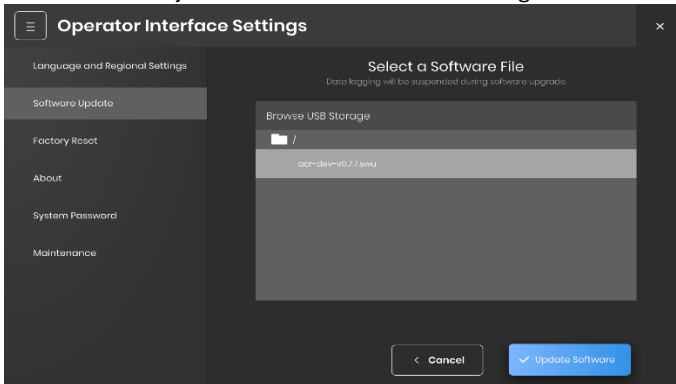 Operator Interface Settings
Language and Regional Settings
Software Update
Factory Reset
About
System Password
Maintenance
Select a Software File
Data logging will be suspended during software upgrade
Browse USB Storage
/
acr-dev-v0.7.7.swu
Cancel
Update Software